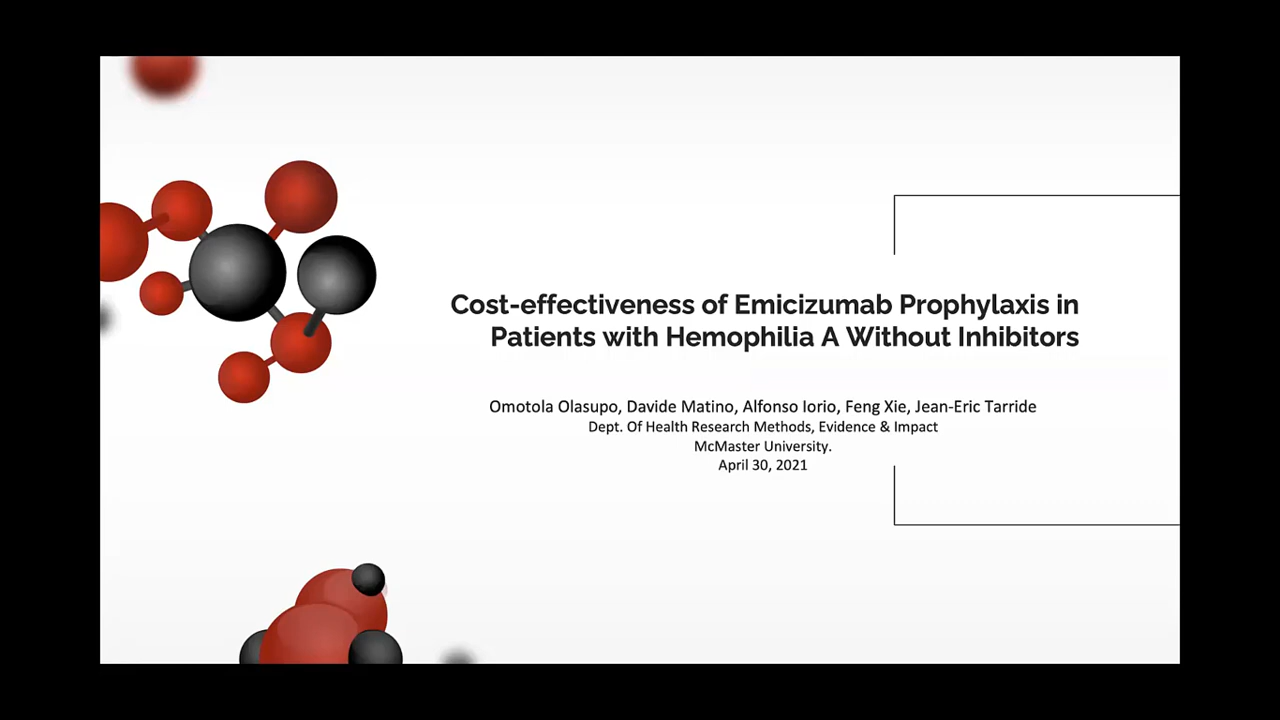 Cost-effectiveness of Emicizumab Prophylaxis in
Patients with Hemophilia A Without Inhibitors
Omotola Olasupo, Davide Matino, Alfonso Iorio, Feng Xie, Jean-Eric Tarride
Dept. Of Health Research Methods, Evidence & Impact
McMaster University.
April 30, 2021